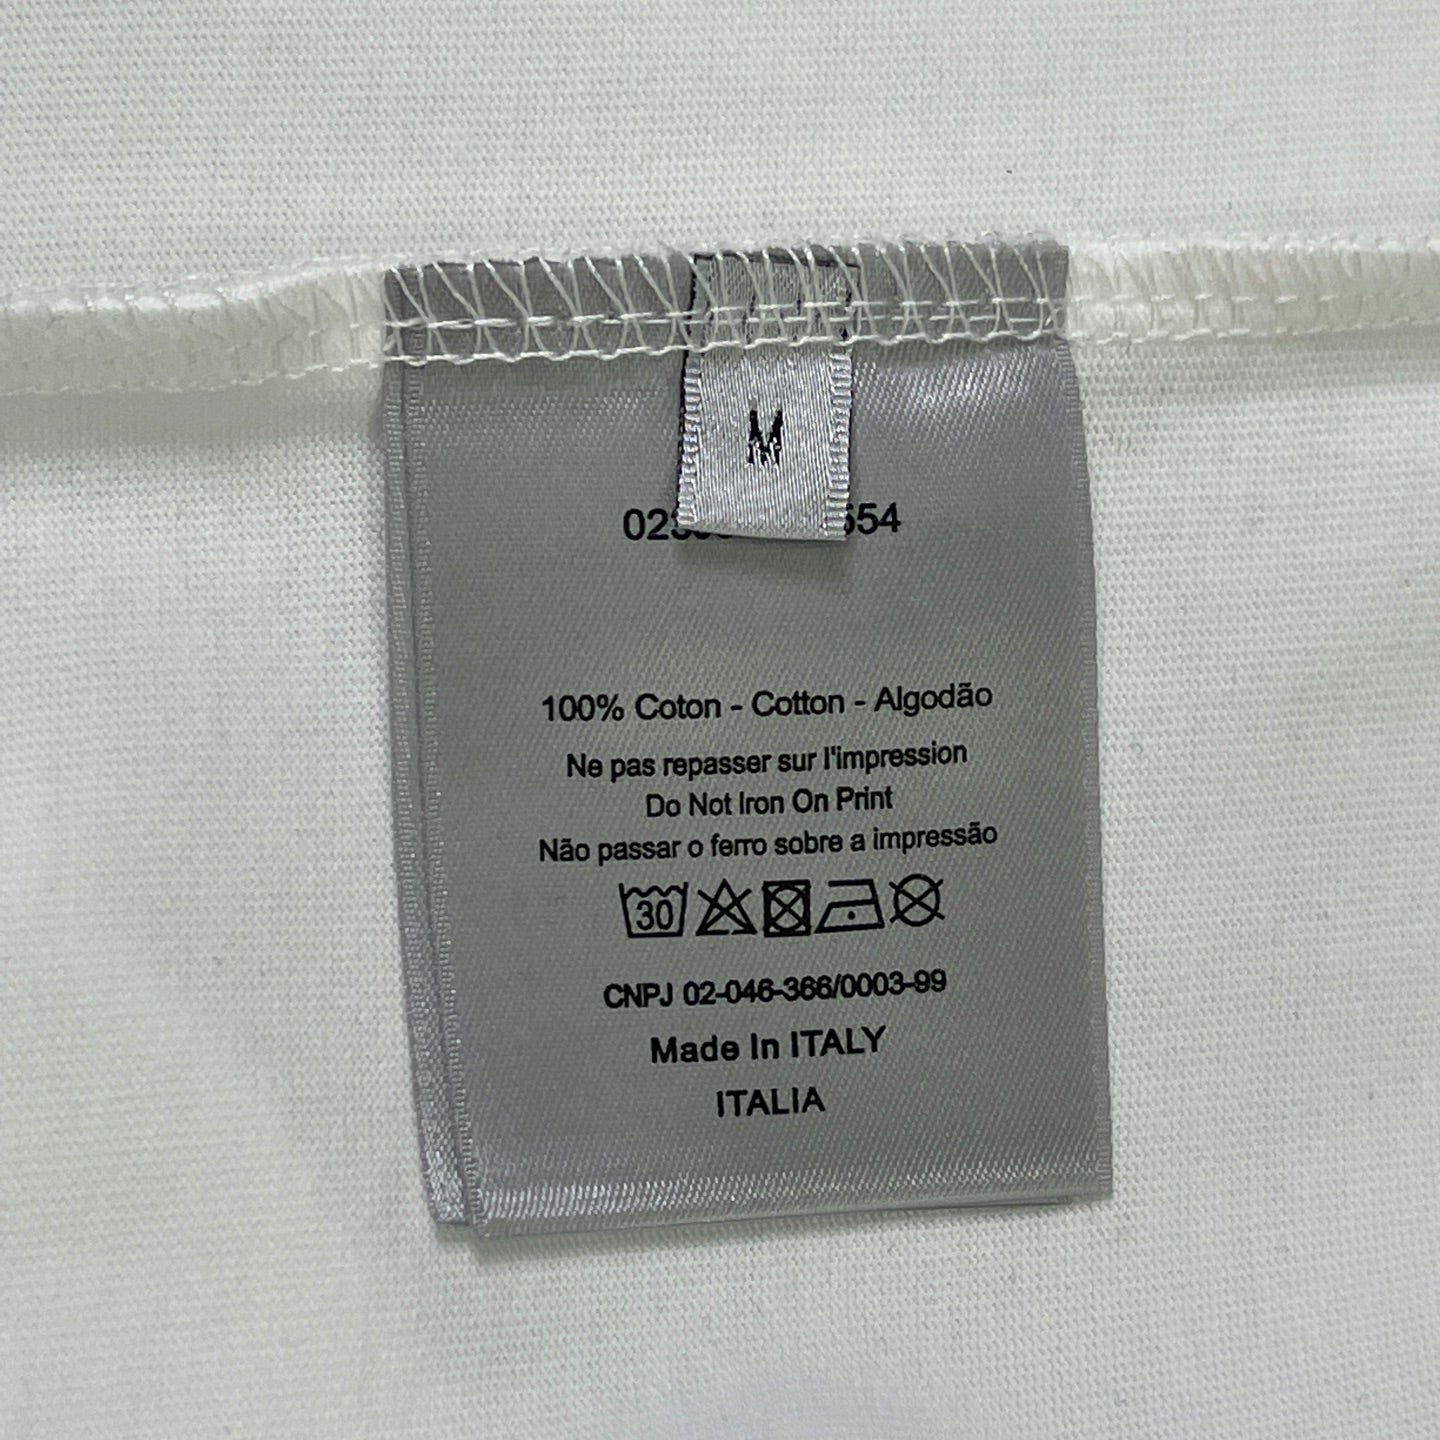 M
100% Coton - Cotton - Algodão
Ne pas repasser sur l'impression
Do Not Iron On Print
Não passar o ferro sobre a impressão
30
CNPJ 02-046-366/0003-99
Made In ITALY
ITALIA